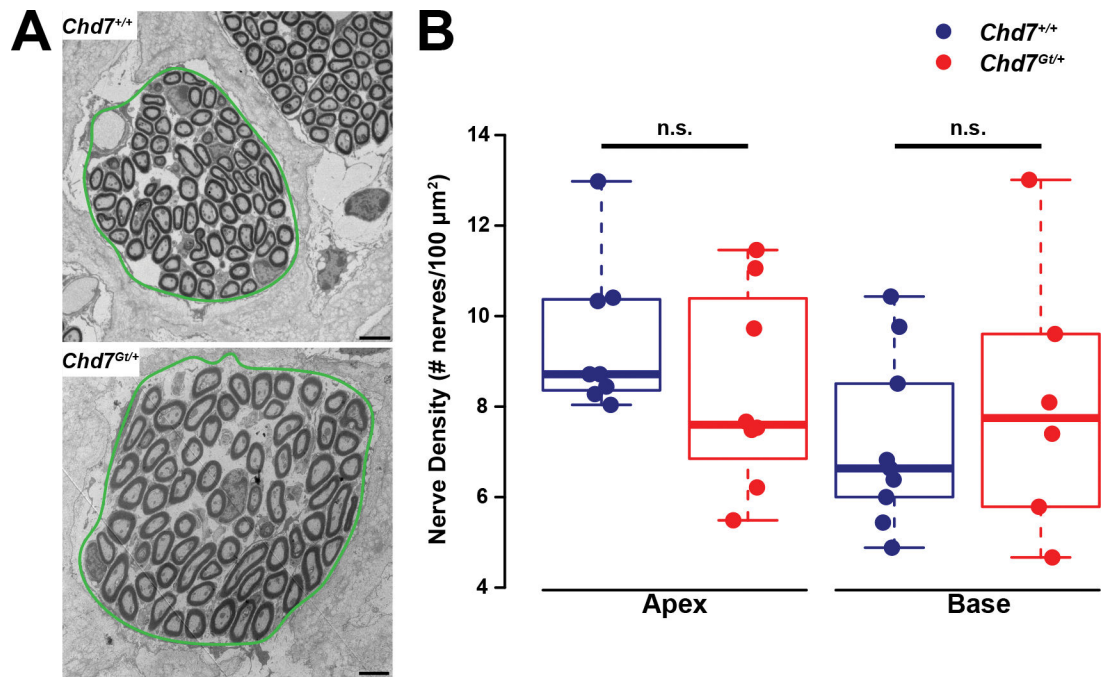 A
Chd7+/+
Chd7Gt/+
B
Chd7+/+
Chd7Gt/+
n.s.
n.s.
Nerve Density (# nerves/100 µm²)
14
12
10
8
6
4
Apex
Base